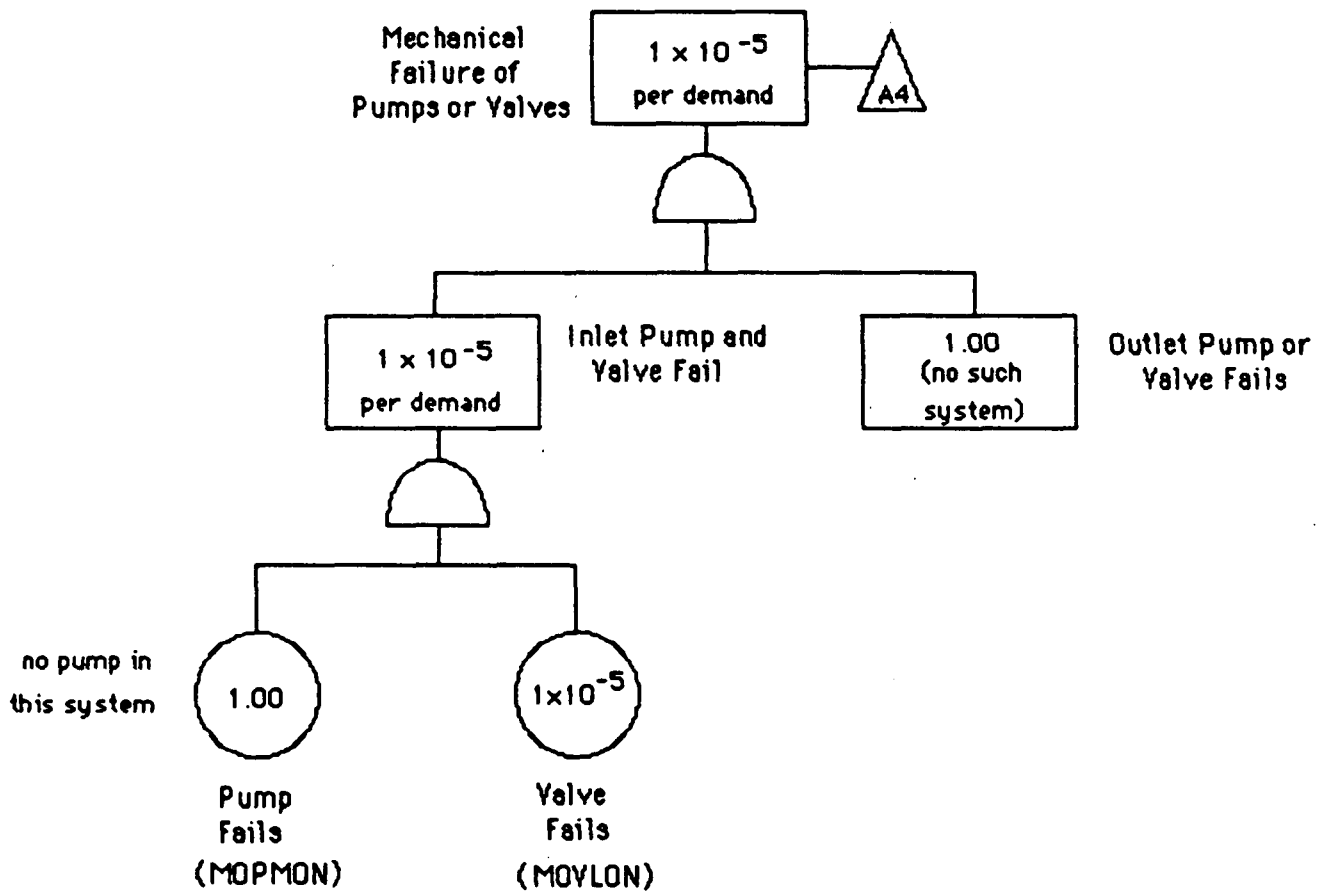 Mechanical
Failure of
Pumps or Valves
1 x 10 -5
per demand
A4
1 x 10 -5
per demand
Inlet Pump and
Valve Fail
1.00
(no such
system)
Outlet Pump or
Valve Fails
no pump in
this system
1.00
1x10 -5
Pump
Fails
(MOPMON)
Valve
Fails
(MOVLON)